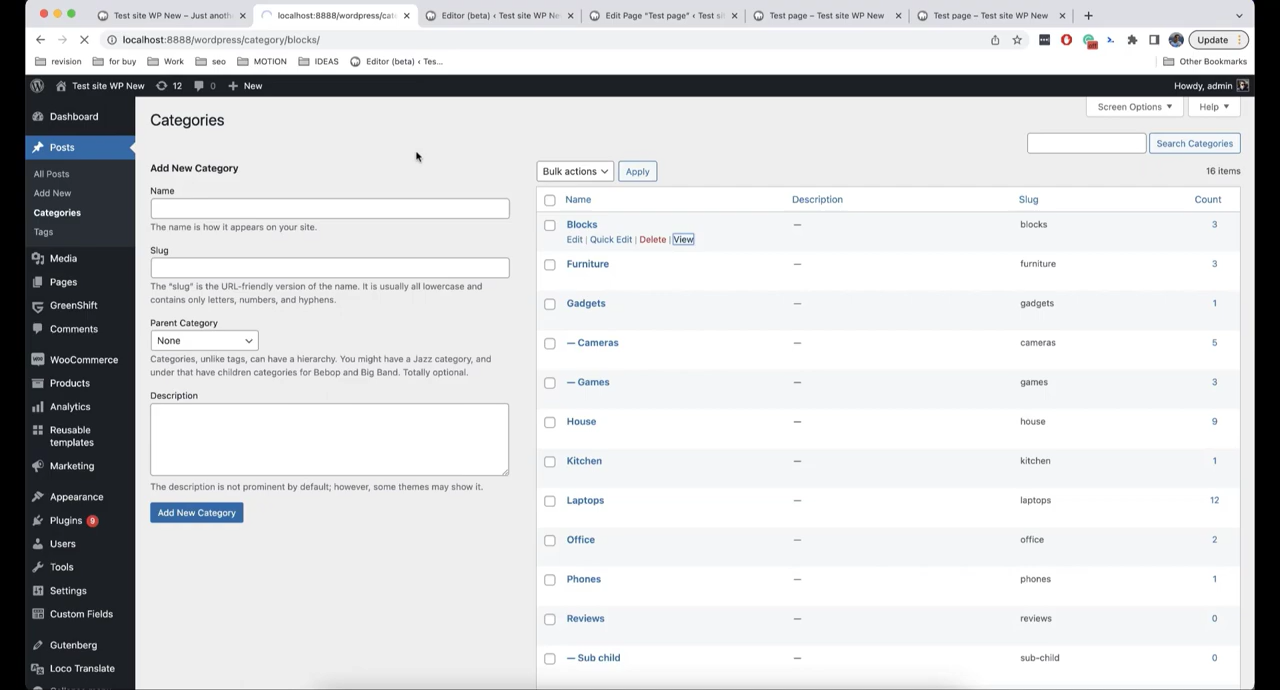 Test site WP New – Just anoth
localhost:8888/wordpress/cat
Editor (beta) ‹ Test site WP Ne
Edit Page "Test page" ‹ Test si
Test page – Test site WP New
Test page – Test site WP New
localhost:8888/wordpress/category/blocks/
Update
revision
for buy
Work
seo
MOTION
IDEAS
Editor (beta) ‹ Tes...
Other Bookmarks
Test site WP New
12
0
New
Howdy, admin
Dashboard
Posts
All Posts
Add New
Categories
Tags
Media
Pages
GreenShift
Comments
WooCommerce
Products
Analytics
Reusable
templates
Marketing
Appearance
Plugins 9
Users
Tools
Settings
Custom Fields
Gutenberg
Loco Translate
Collapse menu
Screen Options
Help
Categories
Search Categories
Add New Category
Name
The name is how it appears on your site.
Slug
The “slug” is the URL-friendly version of the name. It is usually all lowercase and
contains only letters, numbers, and hyphens.
Parent Category
None
Categories, unlike tags, can have a hierarchy. You might have a Jazz category, and
under that have children categories for Bebop and Big Band. Totally optional.
Description
The description is not prominent by default; however, some themes may show it.
Add New Category
Bulk actions
Apply
16 items
Name Description Slug Count
Blocks — blocks 3
Edit | Quick Edit | Delete | View
Furniture — furniture 3
Gadgets — gadgets 1
— Cameras — cameras 5
— Games — games 3
House — house 9
Kitchen — kitchen 1
Laptops — laptops 12
Office — office 2
Phones — phones 1
Reviews — reviews 0
— Sub child — sub-child 0